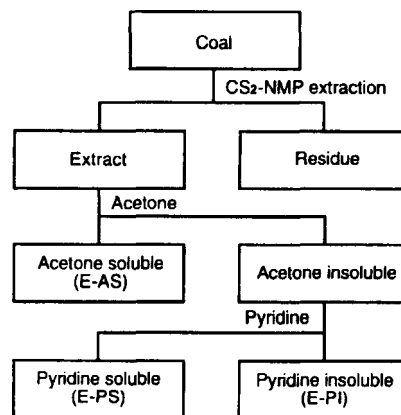 Coal
CS2-NMP extraction
Extract
Residue
Acetone
Acetone soluble
(E-AS)
Acetone insoluble
Pyridine
Pyridine soluble
(E-PS)
Pyridine insoluble
(E-PI)